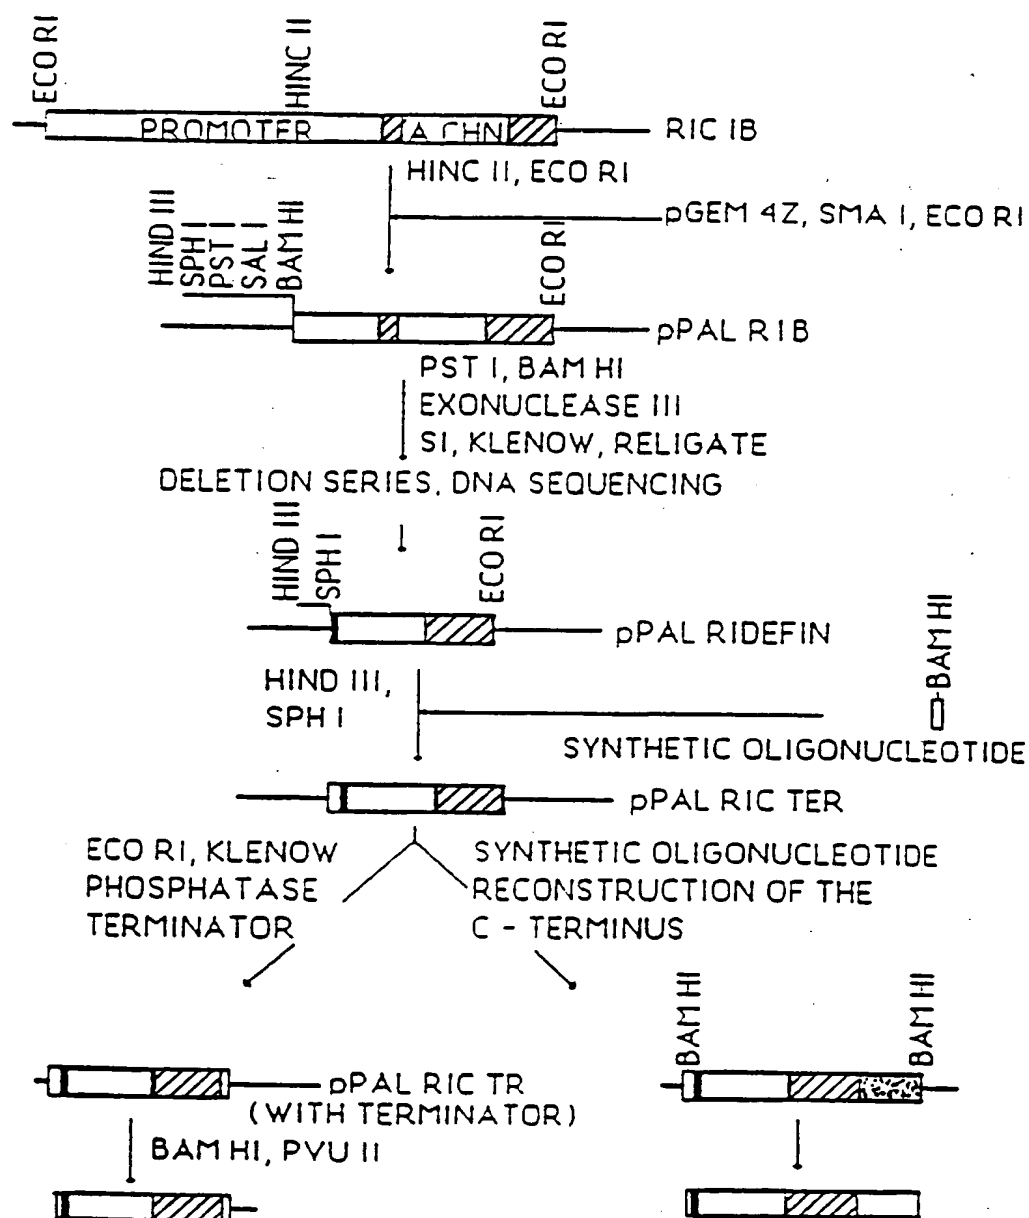 ECO RI
HINC II
ECO RI
PROMOTER
A CHN
RIC IB
HINC II, ECO RI
pGEM 4Z, SMA I, ECO RI
HIND III
SPH I
PST I
SAL I
BAM HI
ECO RI
pPAL RIB
PST I, BAM HI
EXONUCLEASE III
SI, KLENOW, RELIGATE
DELETION SERIES, DNA SEQUENCING
HIND III
SPH I
ECO RI
pPAL RIDEFIN
BAM HI
HIND III,
SPH I
SYNTHETIC OLIGONUCLEOTIDE
pPAL RIC TER
ECO RI, KLENOW
PHOSPHATASE
TERMINATOR
SYNTHETIC OLIGONUCLEOTIDE
RECONSTRUCTION OF THE
C - TERMINUS
BAM HI
BAM HI
pPAL RIC TR
(WITH TERMINATOR)
BAM HI, PVU II